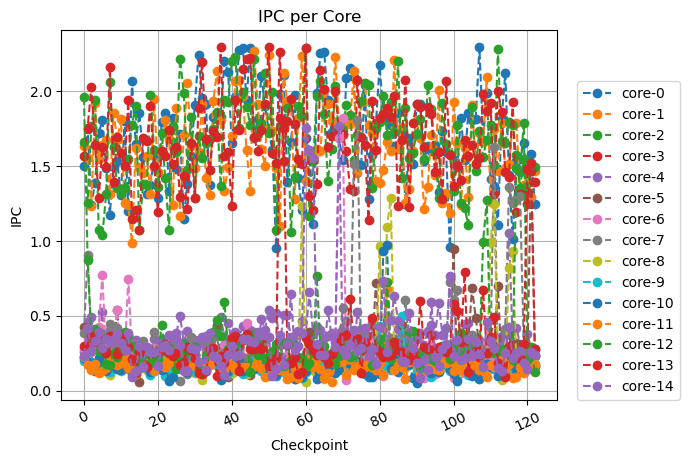 IPC per Core
IPC
2.0
1.5
1.0
0.5
0.0
0
20
40
60
80
100
120
Checkpoint
core-0
core-1
core-2
core-3
core-4
core-5
core-6
core-7
core-8
core-9
core-10
core-11
core-12
core-13
core-14